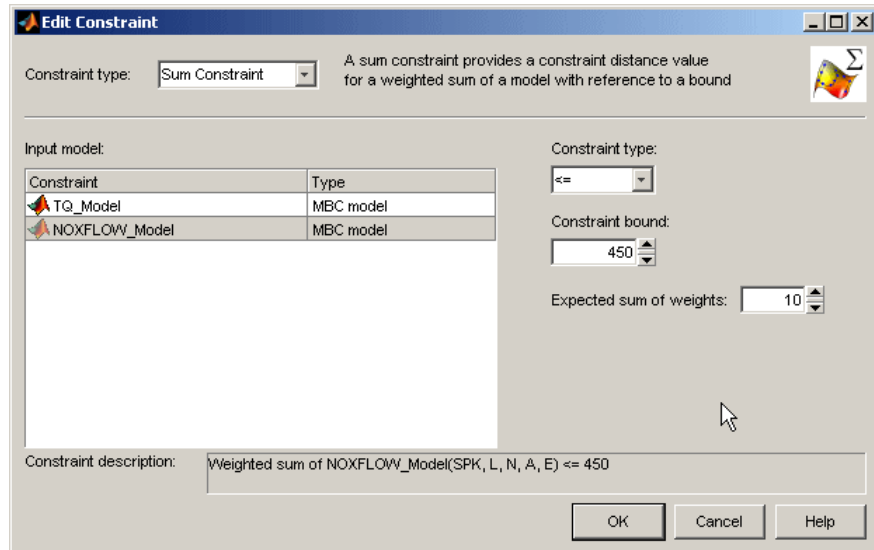 Edit Constraint
Constraint type: Sum Constraint
A sum constraint provides a constraint distance value
for a weighted sum of a model with reference to a bound
Σ
Input model:
Constraint Type
TQ_Model MBC model
NOXFLOW_Model MBC model
Constraint type:
<=
Constraint bound:
450
Expected sum of weights: 10
Constraint description: Weighted sum of NOXFLOW_Model(SPK, L, N, A, E) <= 450
OK Cancel Help